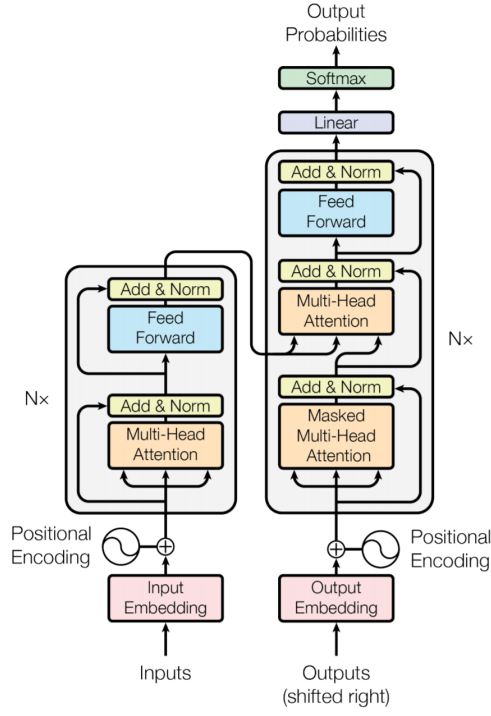 Output
Probabilities
Softmax
Linear
Add & Norm
Feed
Forward
Add & Norm
Multi-Head
Attention
Add & Norm
Masked
Multi-Head
Attention
N×
Positional
Encoding
Output
Embedding
Outputs
(shifted right)
Add & Norm
Feed
Forward
Add & Norm
Multi-Head
Attention
N×
Positional
Encoding
Input
Embedding
Inputs